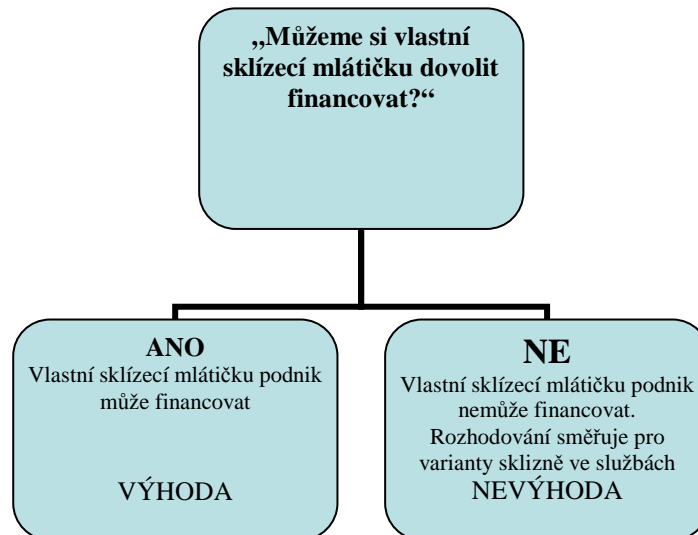 „Můžeme si vlastní
sklízecí mlátičku dovolit
financovat?“
ANO
Vlastní sklízecí mlátičku podnik
může financovat
VÝHODA
NE
Vlastní sklízecí mlátičku podnik
nemůže financovat.
Rozhodování směřuje pro
varianty sklizně ve službách
NEVÝHODA